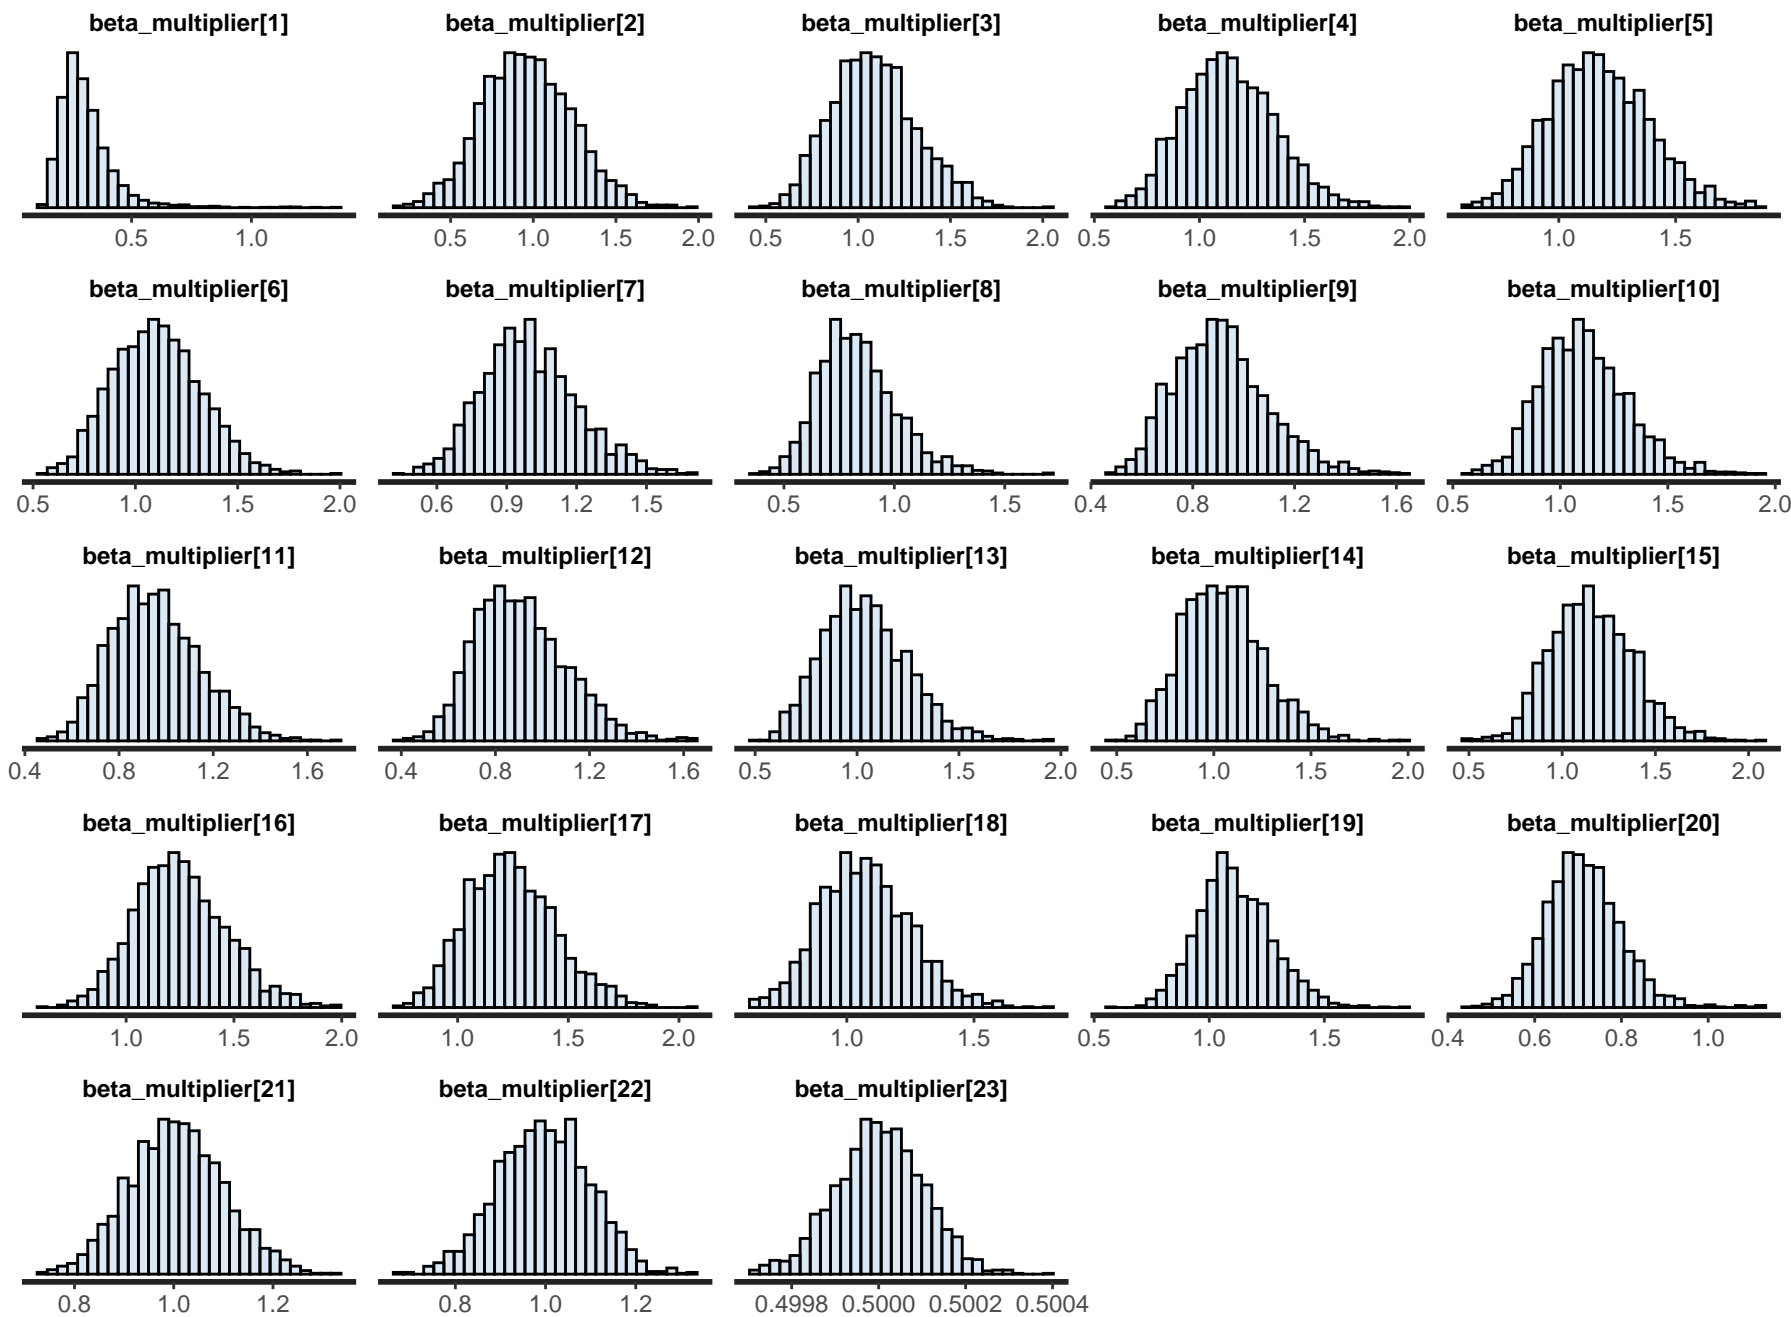 beta_multiplier[1] beta_multiplier[2] beta_multiplier[3] beta_multiplier[4] beta_multiplier[5]
0.5 1.0 0.5 1.0 1.5 2.0 0.5 1.0 1.5 2.0 0.5 1.0 1.5 2.0 1.0 1.5
beta_multiplier[6] beta_multiplier[7] beta_multiplier[8] beta_multiplier[9] beta_multiplier[10]
0.5 1.0 1.5 2.0 0.6 0.9 1.2 1.5 0.5 1.0 1.5 0.4 0.8 1.2 1.6 0.5 1.0 1.5 2.0
beta_multiplier[11] beta_multiplier[12] beta_multiplier[13] beta_multiplier[14] beta_multiplier[15]
0.4 0.8 1.2 1.6 0.4 0.8 1.2 1.6 0.5 1.0 1.5 2.0 0.5 1.0 1.5 2.0 0.5 1.0 1.5 2.0
beta_multiplier[16] beta_multiplier[17] beta_multiplier[18] beta_multiplier[19] beta_multiplier[20]
1.0 1.5 2.0 1.0 1.5 2.0 1.0 1.5 0.5 1.0 1.5 0.4 0.6 0.8 1.0
beta_multiplier[21] beta_multiplier[22] beta_multiplier[23]
0.8 1.0 1.2 0.8 1.0 1.2 0.4998 0.5000 0.5002 0.5004